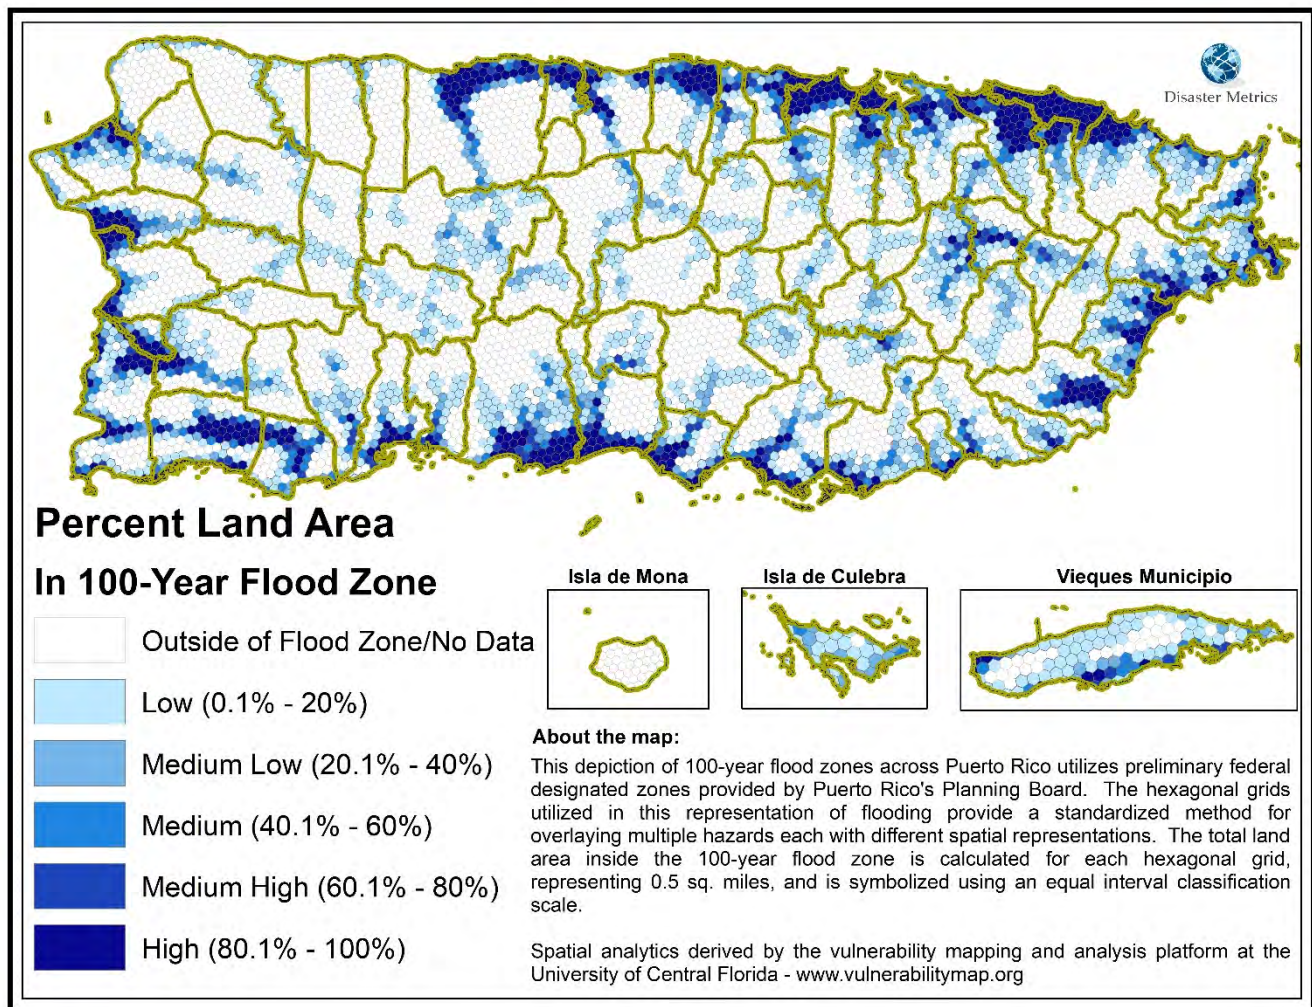 Disaster Metrics
Percent Land Area
In 100-Year Flood Zone
Outside of Flood Zone/No Data
Low (0.1% - 20%)
Medium Low (20.1% - 40%)
Medium (40.1% - 60%)
Medium High (60.1% - 80%)
High (80.1% - 100%)
Isla de Mona
Isla de Culebra
Vieques Municipio
About the map:
This depiction of 100-year flood zones across Puerto Rico utilizes preliminary federal
designated zones provided by Puerto Rico's Planning Board. The hexagonal grids
utilized in this representation of flooding provide a standardized method for
overlaying multiple hazards each with different spatial representations. The total land
area inside the 100-year flood zone is calculated for each hexagonal grid,
representing 0.5 sq. miles, and is symbolized using an equal interval classification
scale.
Spatial analytics derived by the vulnerability mapping and analysis platform at the
University of Central Florida - www.vulnerabilitymap.org